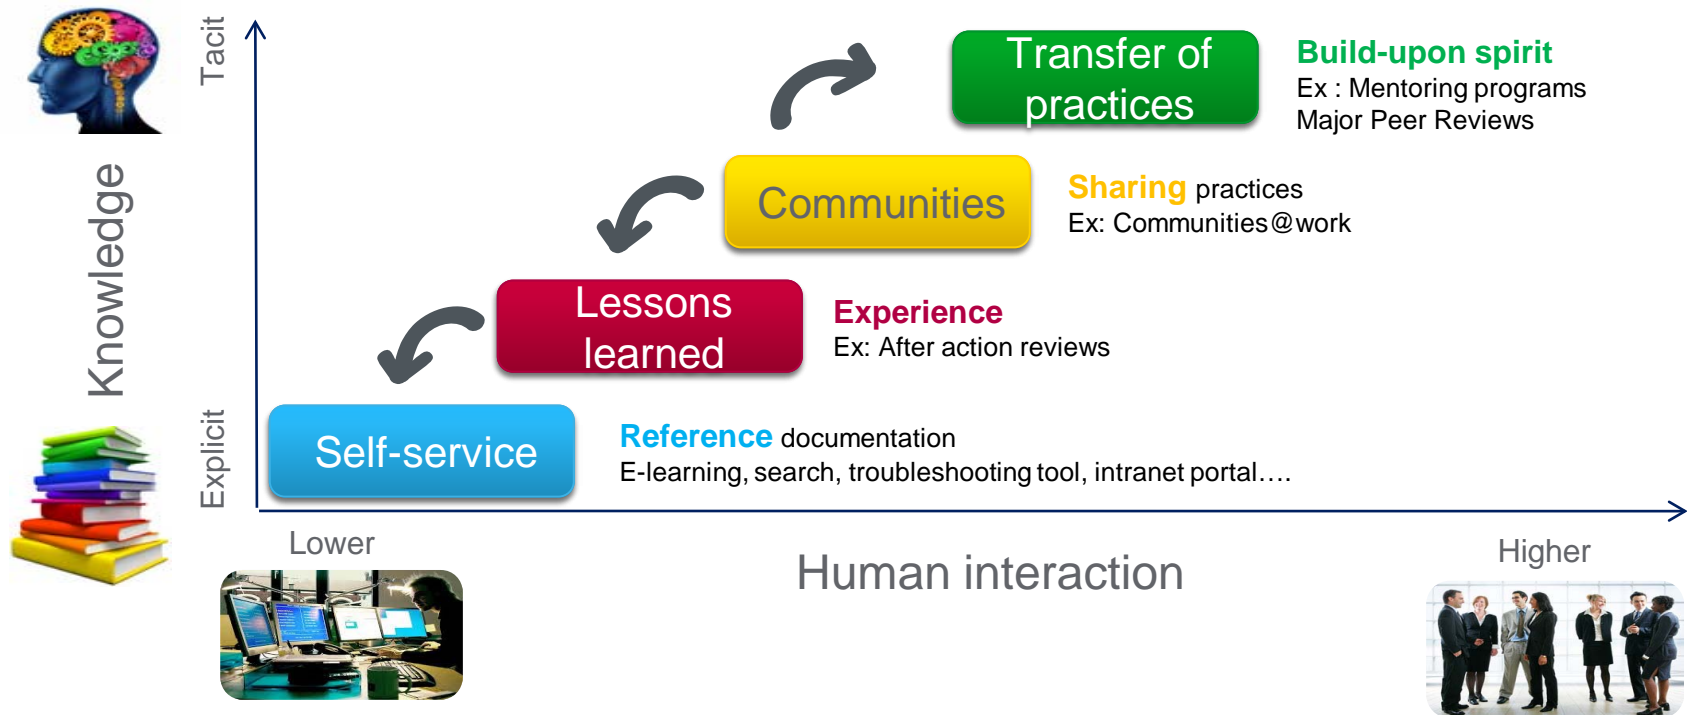 Tacit
Transfer of
practices
Build-upon spirit
Ex : Mentoring programs
Major Peer Reviews
Communities
Sharing practices
Ex: Communities@work
Knowledge
Lessons
learned
Experience
Ex: After action reviews
Explicit
Self-service
Reference documentation
E-learning, search, troubleshooting tool, intranet portal….
Lower
Human interaction
Higher